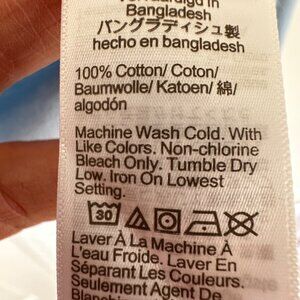 Bangladesh
バングラディシュ製
hecho en bangladesh
100% Cotton/ Coton/
Baumwolle/ Katoen/ 綿/
algodón
Machine Wash Cold. With
Like Colors. Non-chlorine
Bleach Only. Tumble Dry
Low. Iron On Lowest
Setting.
30
Laver À La Machine À
L'eau Froide. Laver En
Séparant Les Couleurs.
Seulement Agent De